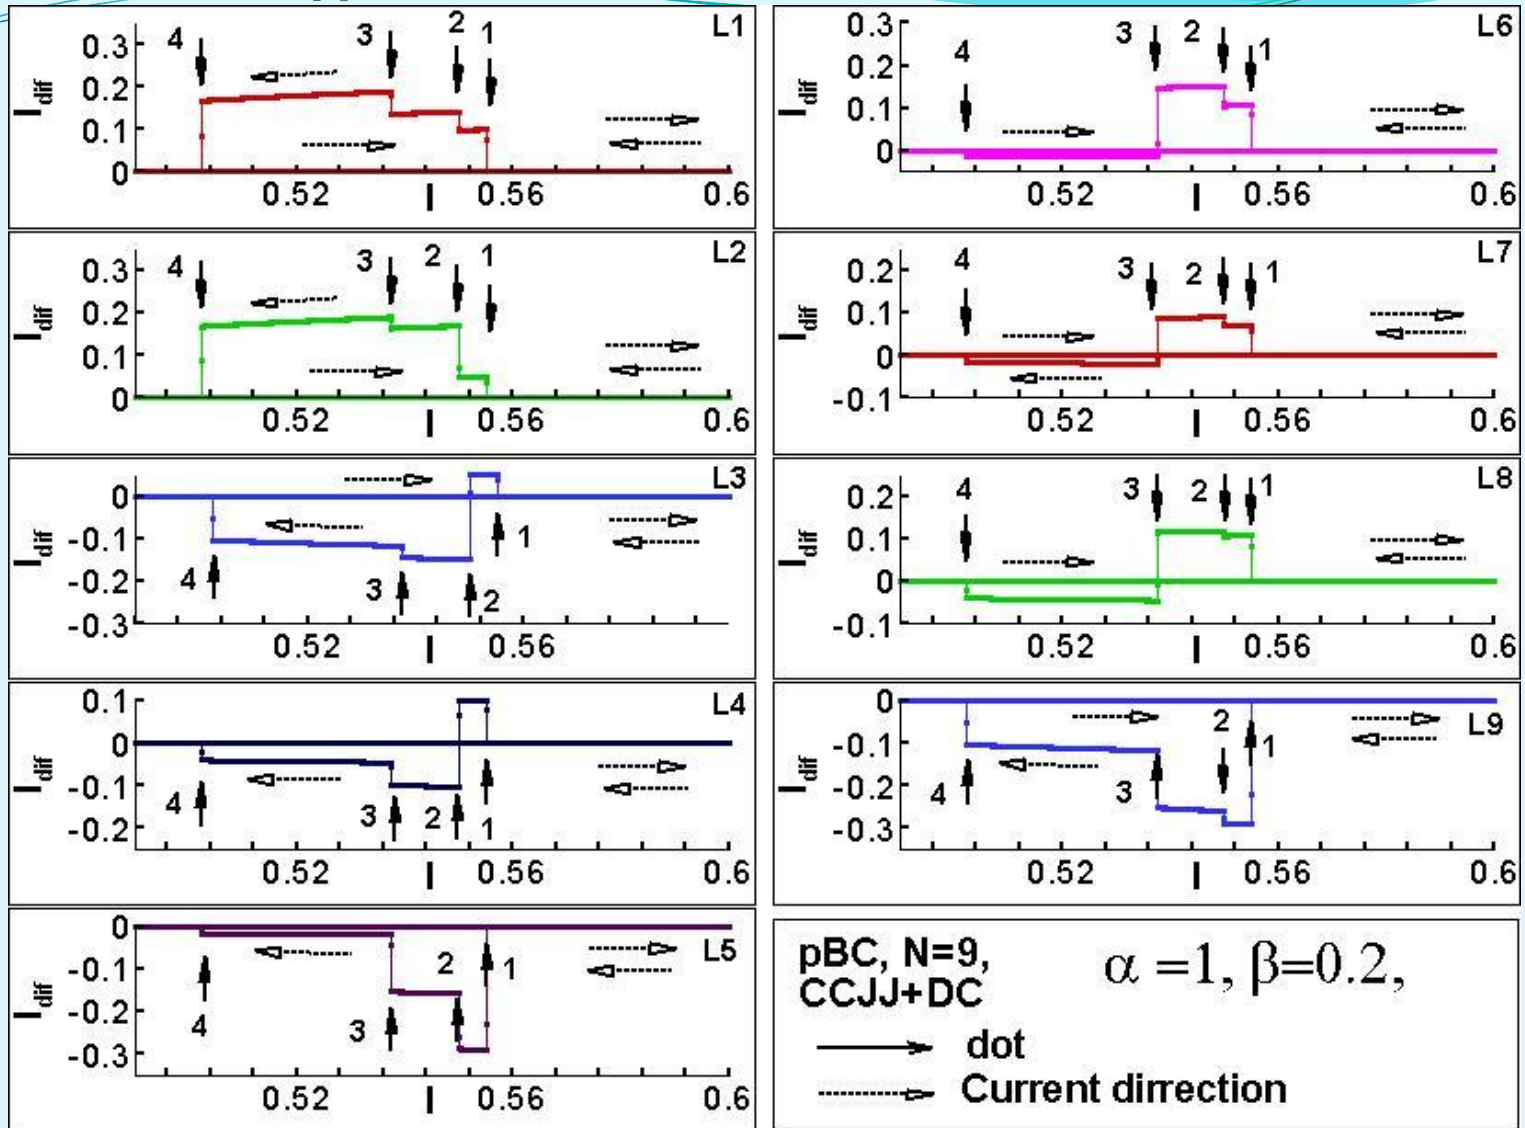 4 3 2 1 L1
0.3
0.2
0.1
0
I_dif
0.52 0.56 0.6
I
4 3 2 1 L2
0.3
0.2
0.1
0
I_dif
0.52 0.56 0.6
I
L3
0
-0.1
-0.2
-0.3
I_dif
4 3 2 1
0.52 0.56 0.6
I
L4
0.1
0
-0.1
-0.2
I_dif
4 3 2 1
0.52 0.56 0.6
I
L5
0
-0.1
-0.2
-0.3
I_dif
4 3 2 1
0.52 0.56 0.6
I
4 3 2 1 L6
0.3
0.2
0.1
0
I_dif
0.52 0.56 0.6
I
4 3 2 1 L7
0.2
0.1
0
-0.1
I_dif
0.52 0.56 0.6
I
4 3 2 1 L8
0.2
0.1
0
-0.1
I_dif
0.52 0.56 0.6
I
L9
0
-0.1
-0.2
-0.3
I_dif
4 3 2 1
0.52 0.56 0.6
I
pBC, N=9, α =1, β=0.2,
CCJJ+DC
dot
Current dirrection